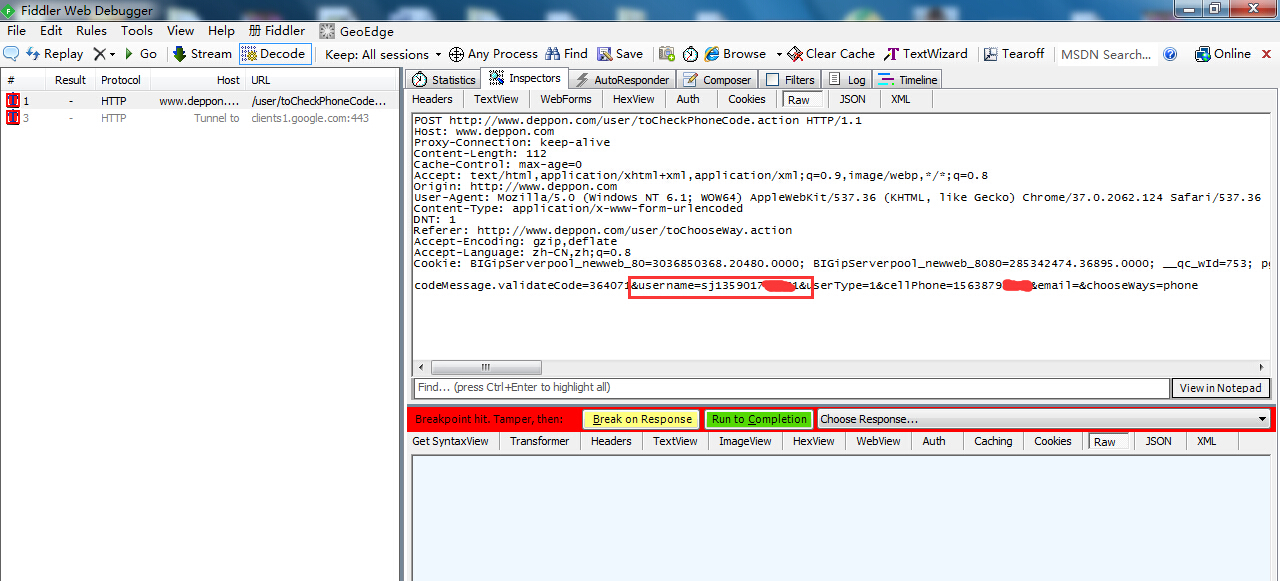 Fiddler Web Debugger
File Edit Rules Tools View Help Fiddler GeoEdge
Replay Go Stream Decode Keep: All sessions Any Process Find Save Browse Clear Cache TextWizard Tearoff MSDN Search... Online
# Result Protocol Host URL
1 - HTTP www.deppon.... /user/toCheckPhoneCode...
3 - HTTP Tunnel to clients1.google.com:443
Statistics Inspectors AutoResponder Composer Filters Log Timeline
Headers TextView WebForms HexView Auth Cookies Raw JSON XML
POST http://www.deppon.com/user/toCheckPhoneCode.action HTTP/1.1
Host: www.deppon.com
Proxy-Connection: keep-alive
Content-Length: 112
Cache-Control: max-age=0
Accept: text/html,application/xhtml+xml,application/xml;q=0.9,image/webp,*/*;q=0.8
Origin: http://www.deppon.com
User-Agent: Mozilla/5.0 (Windows NT 6.1; WOW64) AppleWebKit/537.36 (KHTML, like Gecko) Chrome/37.0.2062.124 Safari/537.36
Content-Type: application/x-www-form-urlencoded
DNT: 1
Referer: http://www.deppon.com/user/toChooseWay.action
Accept-Encoding: gzip,deflate
Accept-Language: zh-CN,zh;q=0.8
Cookie: BIGipServerpool_newweb_80=3036850368.20480.0000; BIGipServerpool_newweb_8080=285342474.36895.0000; __qc_wId=753; pg
codeMessage.validateCode=364071&username=sj1359017 1&userType=1&cellPhone=1563879 &email=&chooseWays=phone
Find... (press Ctrl+Enter to highlight all) View in Notepad
Breakpoint hit. Tamper, then: Break on Response Run to Completion Choose Response...
Get SyntaxView Transformer Headers TextView ImageView HexView WebView Auth Caching Cookies Raw JSON XML